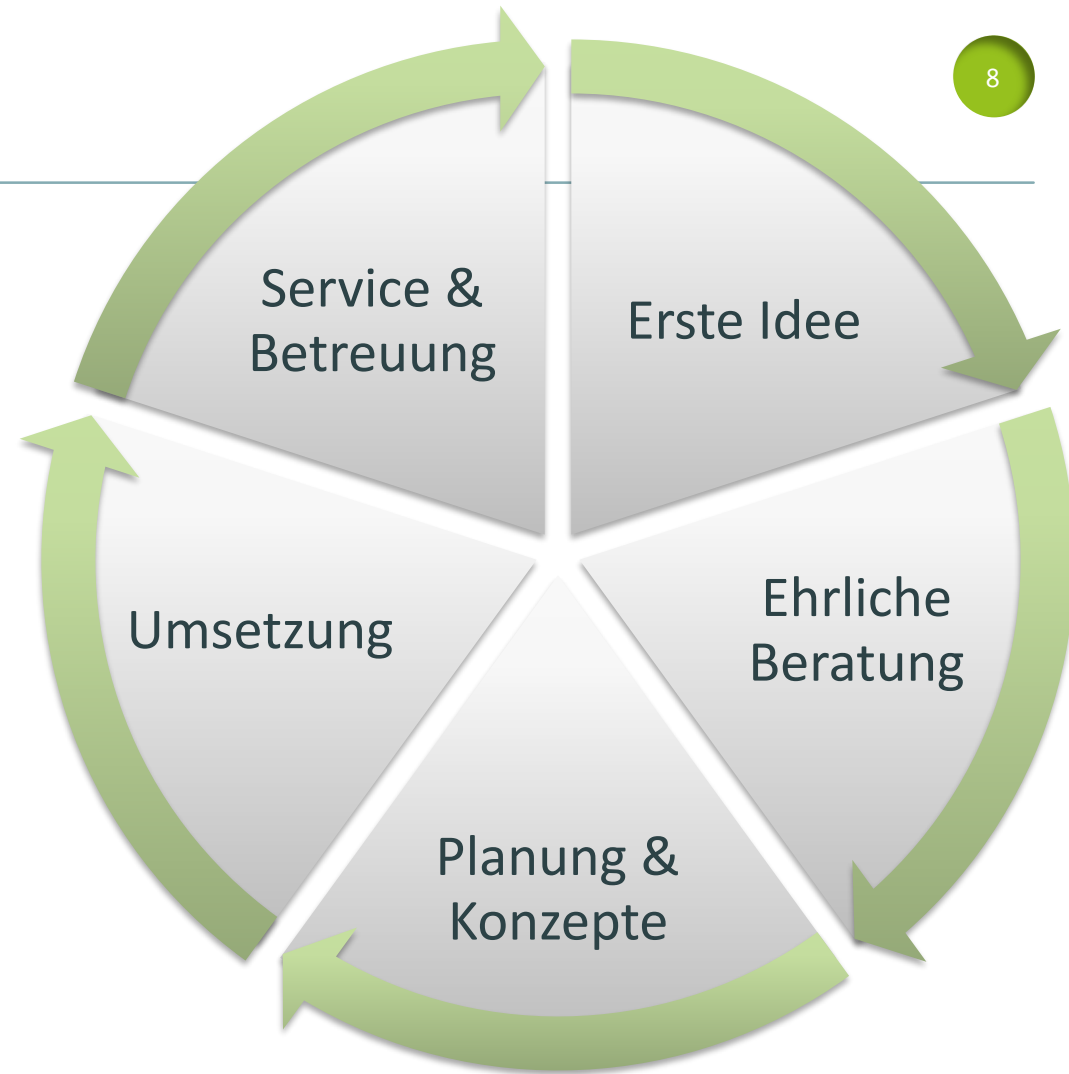 8
Erste Idee
Ehrliche
Beratung
Planung &
Konzepte
Umsetzung
Service &
Betreuung